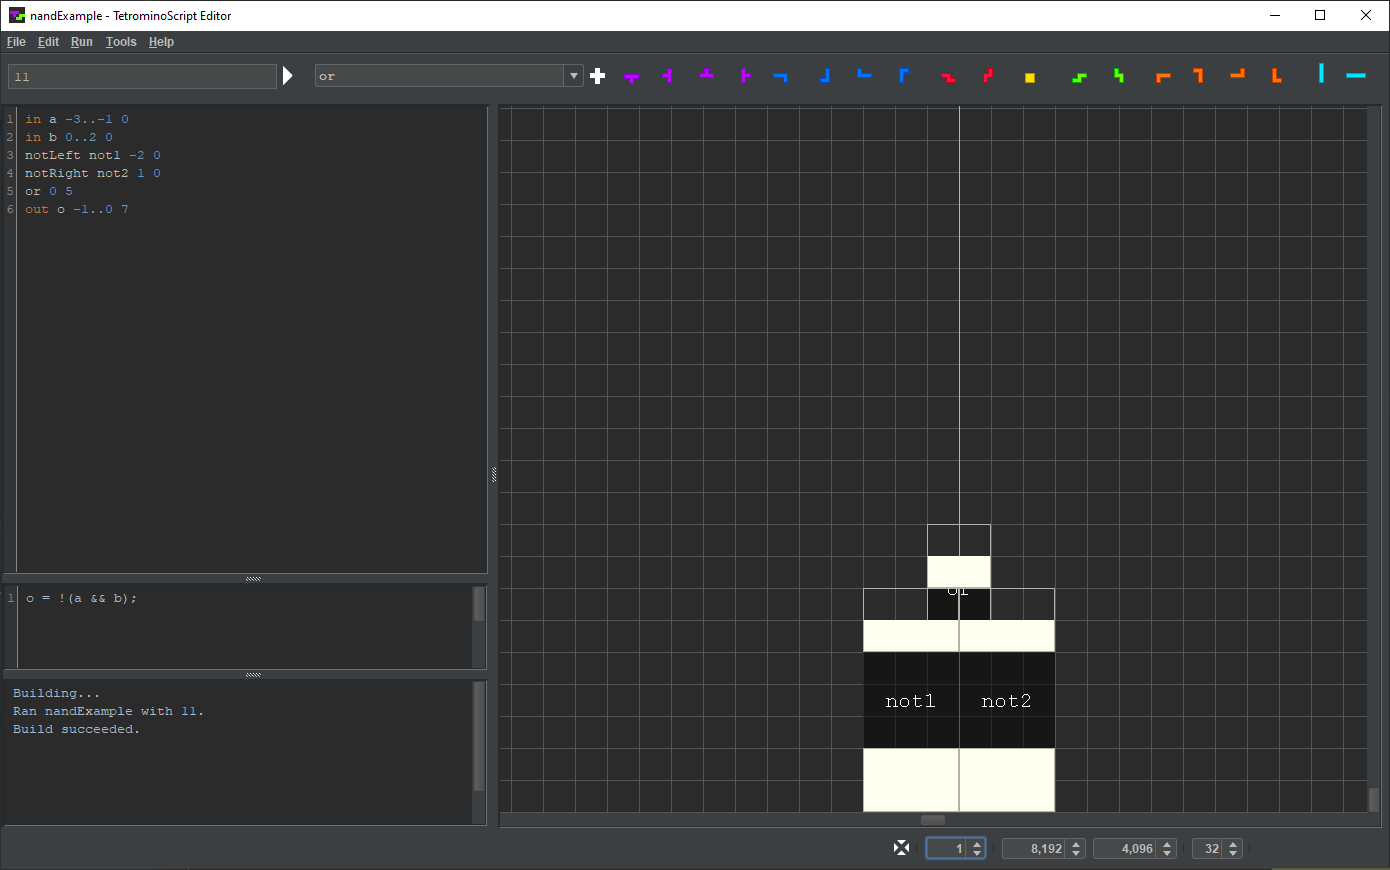 nandExample - TetrominoScript Editor
File Edit Run Tools Help
11
or
1 in a -3..-1 0
2 in b 0..2 0
3 notLeft not1 -2 0
4 notRight not2 1 0
5 or 0 5
6 out o -1..0 7
or
not1 not2
1 o = !(a && b);
Building...
Ran nandExample with 11.
Build succeeded.
1 8,192 4,096 32